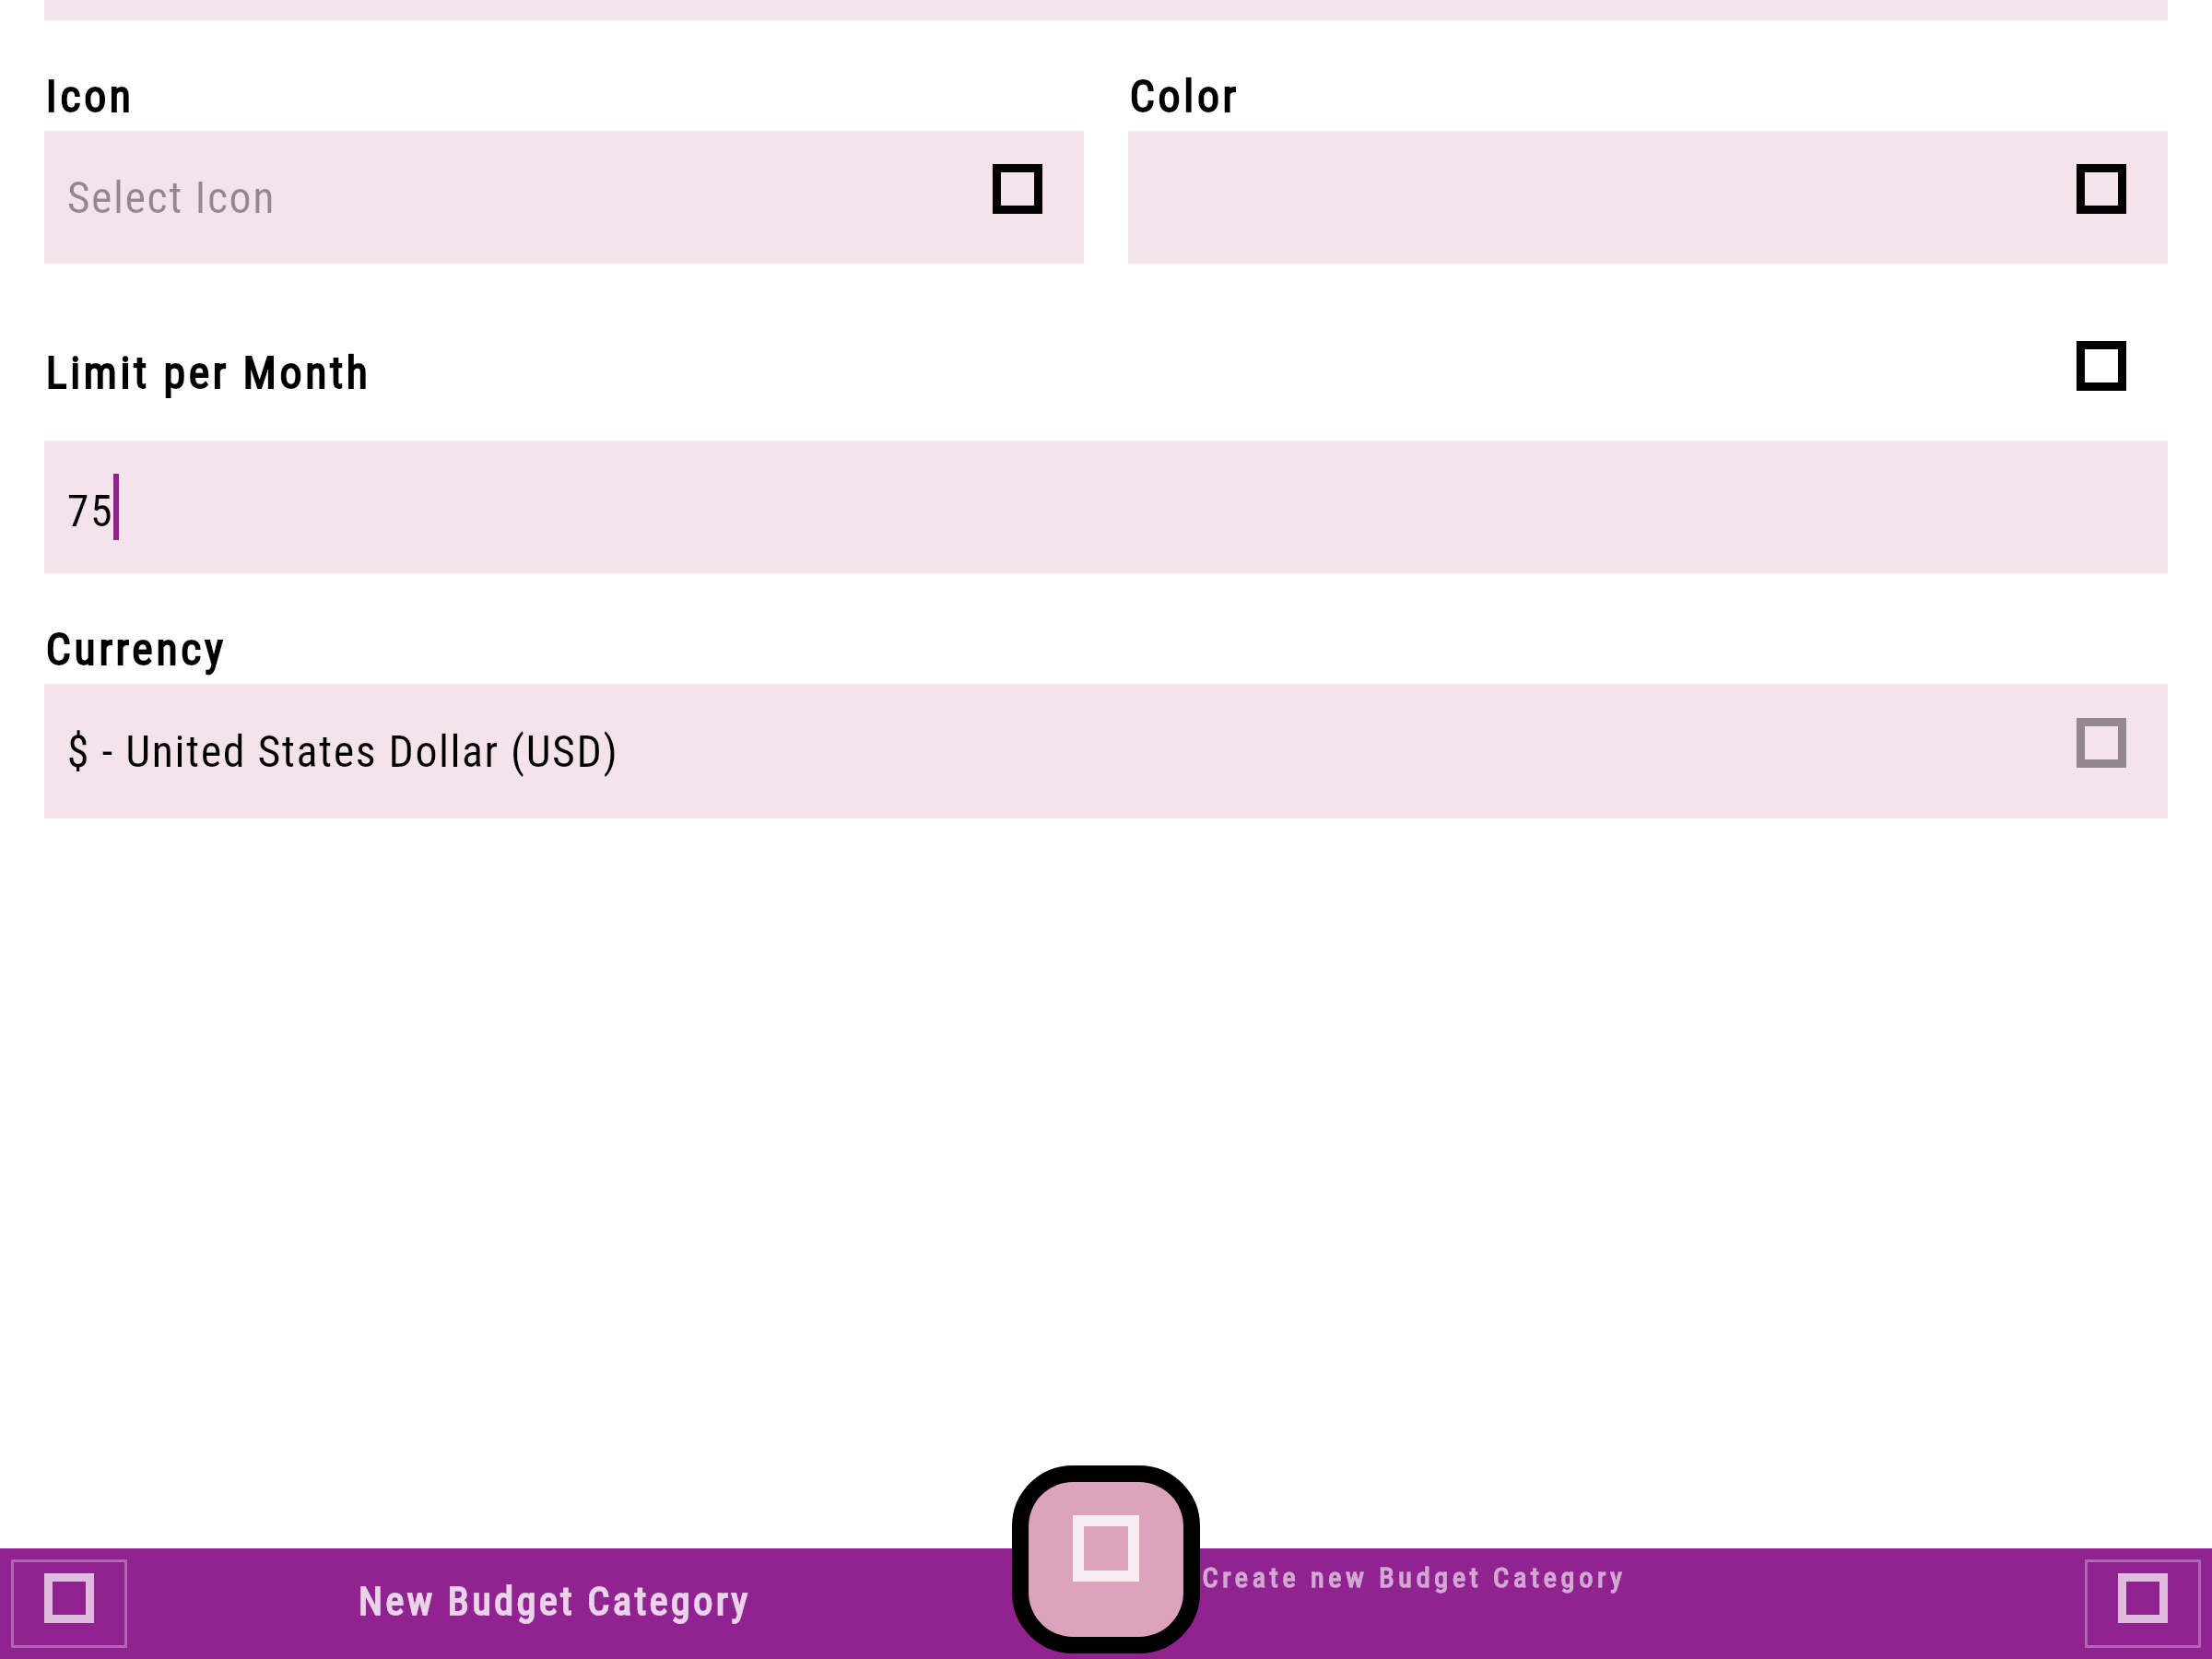 Icon
Color
Select Icon
Limit per Month
75
Currency
$ - United States Dollar (USD)
New Budget Category
Create new Budget Category